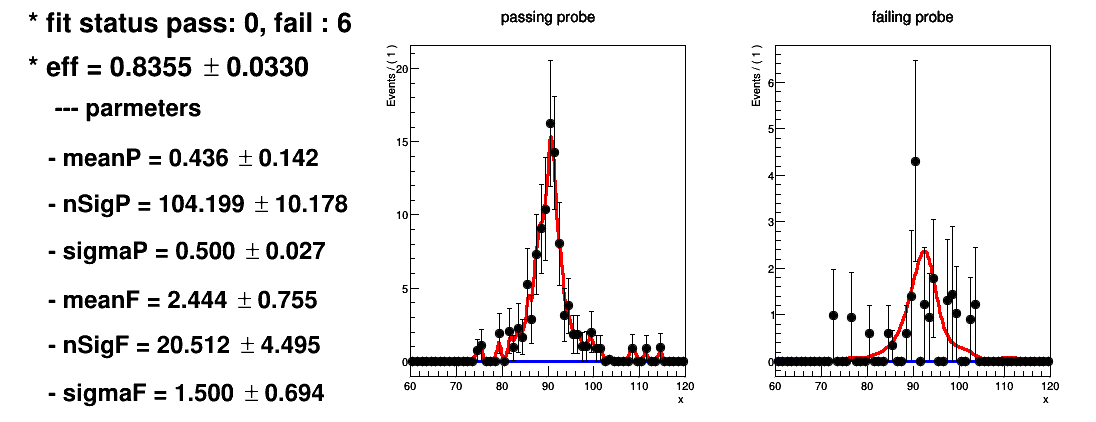 * fit status pass: 0, fail : 6
* eff = 0.8355 ± 0.0330
--- parmeters
- meanP = 0.436 ± 0.142
- nSigP = 104.199 ± 10.178
- sigmaP = 0.500 ± 0.027
- meanF = 2.444 ± 0.755
- nSigF = 20.512 ± 4.495
- sigmaF = 1.500 ± 0.694
passing probe
Events / ( 1 )
20
15
10
5
0
60 70 80 90 100 110 120
x
failing probe
Events / ( 1 )
6
5
4
3
2
1
0
60 70 80 90 100 110 120
x